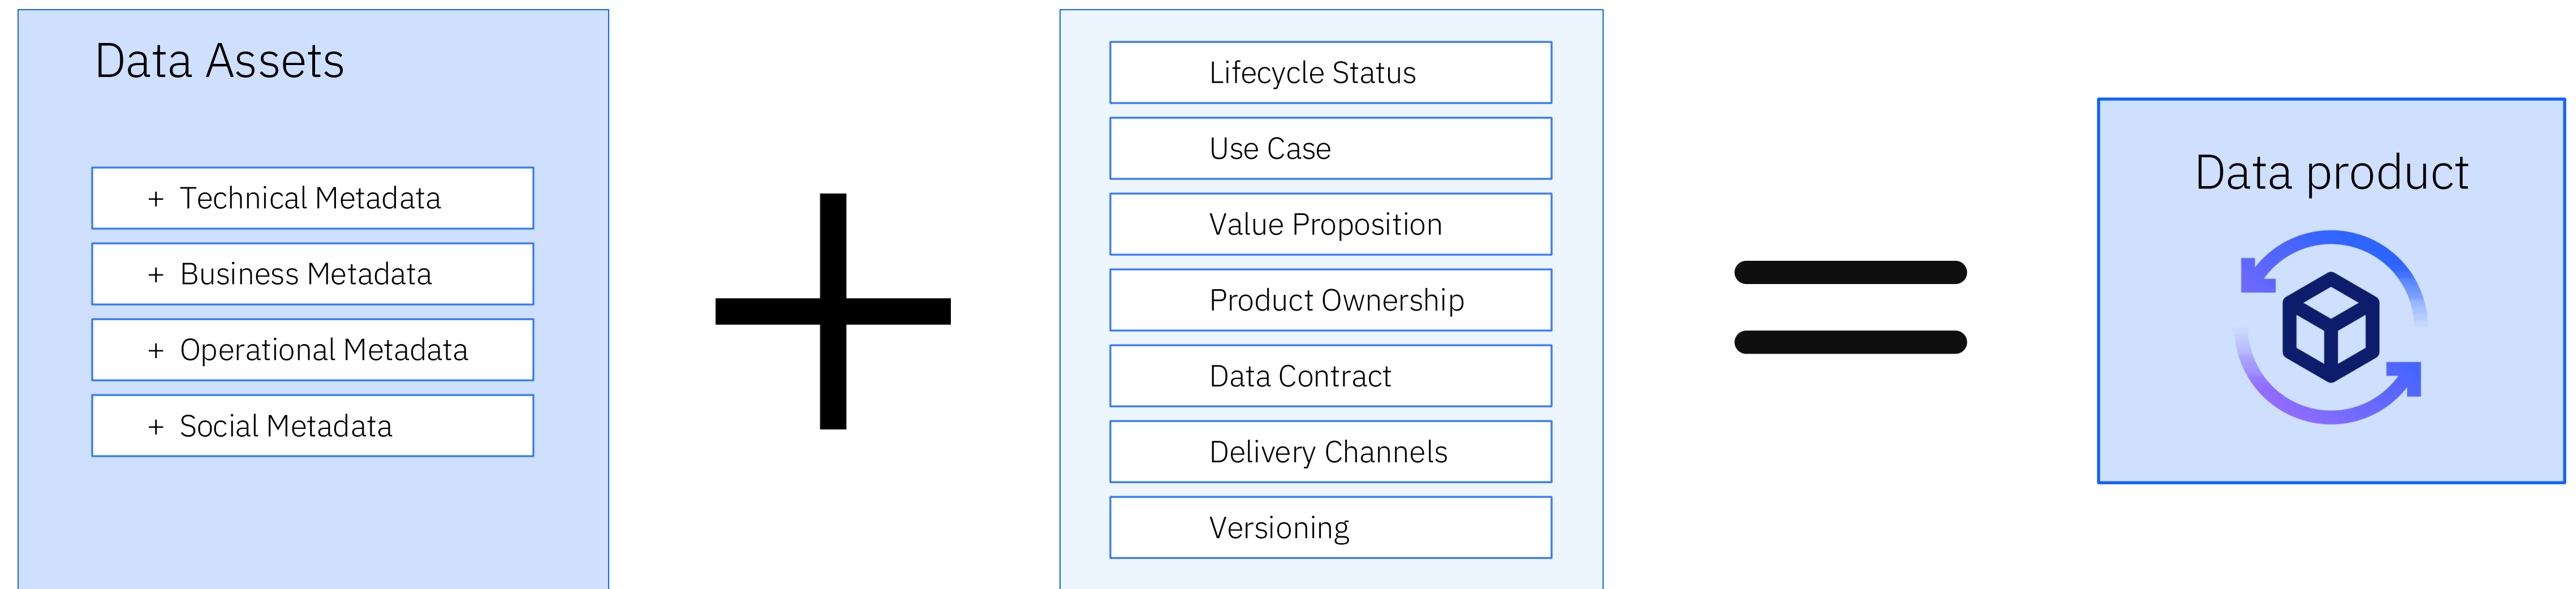 Data Assets
+ Technical Metadata
+ Business Metadata
+ Operational Metadata
+ Social Metadata
Lifecycle Status
Use Case
Value Proposition
Product Ownership
Data Contract
Delivery Channels
Versioning
Data product